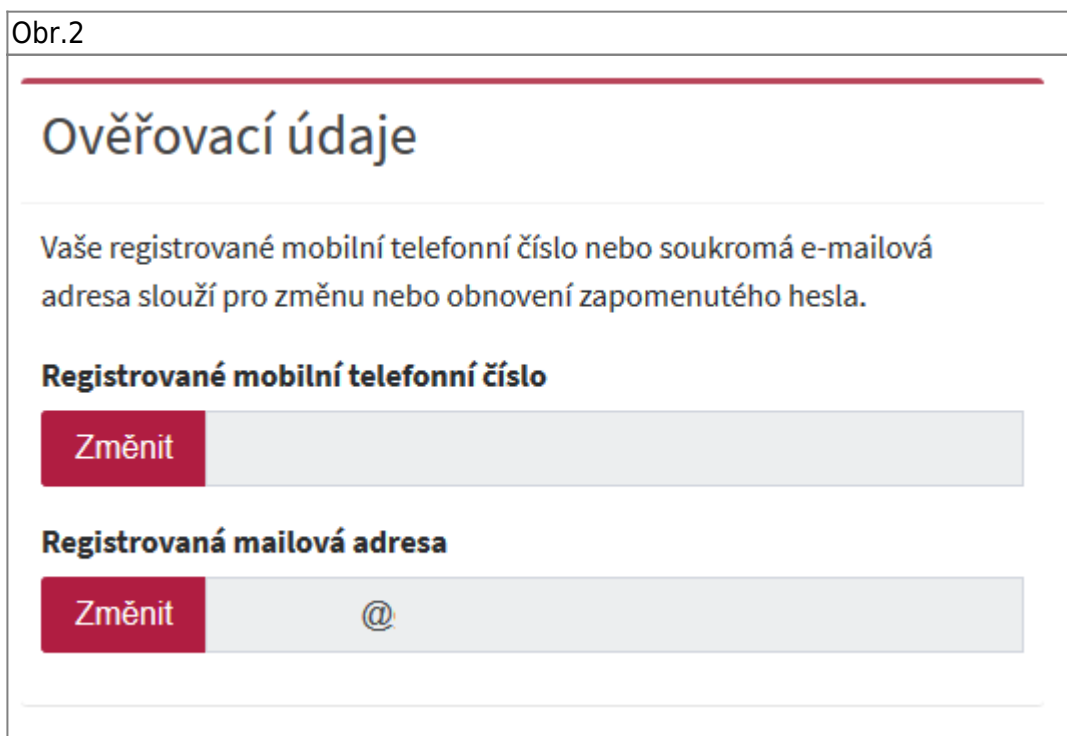 Obr.2
Ověřovací údaje
Vaše registrované mobilní telefonní číslo nebo soukromá e-mailová
adresa slouží pro změnu nebo obnovení zapomenutého hesla.
Registrované mobilní telefonní číslo
Změnit
Registrovaná mailová adresa
Změnit @